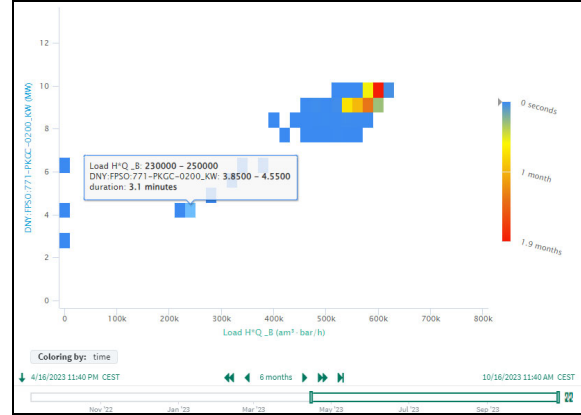 12
10
8
6
4
2
0
DNY:FPSO:771-PKGC-0200_KW (MW)
Load H*Q _B: 230000 – 250000
DNY:FPSO:771-PKGC-0200_KW: 3.8500 – 4.5500
duration: 3.1 minutes
0 seconds
1 month
1.9 months
0 100k 200k 300k 400k 500k 600k 700k 800k
Load H*Q _B (am³ · bar/h)
Coloring by: time
4/16/2023 11:40 PM CEST 6 months 10/16/2023 11:40 AM CEST
Nov '22 Jan '23 Mar '23 May '23 Jul '23 Sep '23